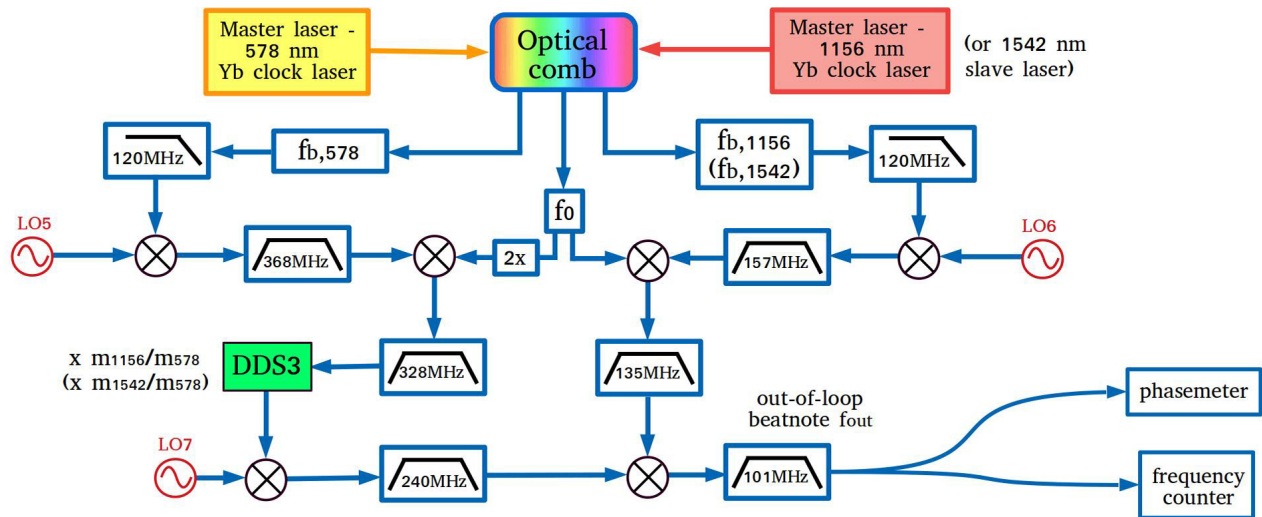 Master laser -
578 nm
Yb clock laser
Optical
comb
Master laser -
1156 nm
Yb clock laser
(or 1542 nm
slave laser)
120MHz
fb,578
fb,1156
(fb,1542)
120MHz
f0
LO5
368MHz
2x
157MHz
LO6
x m1156/m578
(x m1542/m578)
DDS3
328MHz
135MHz
out-of-loop
beatnote fout
phasemeter
LO7
240MHz
101MHz
frequency
counter